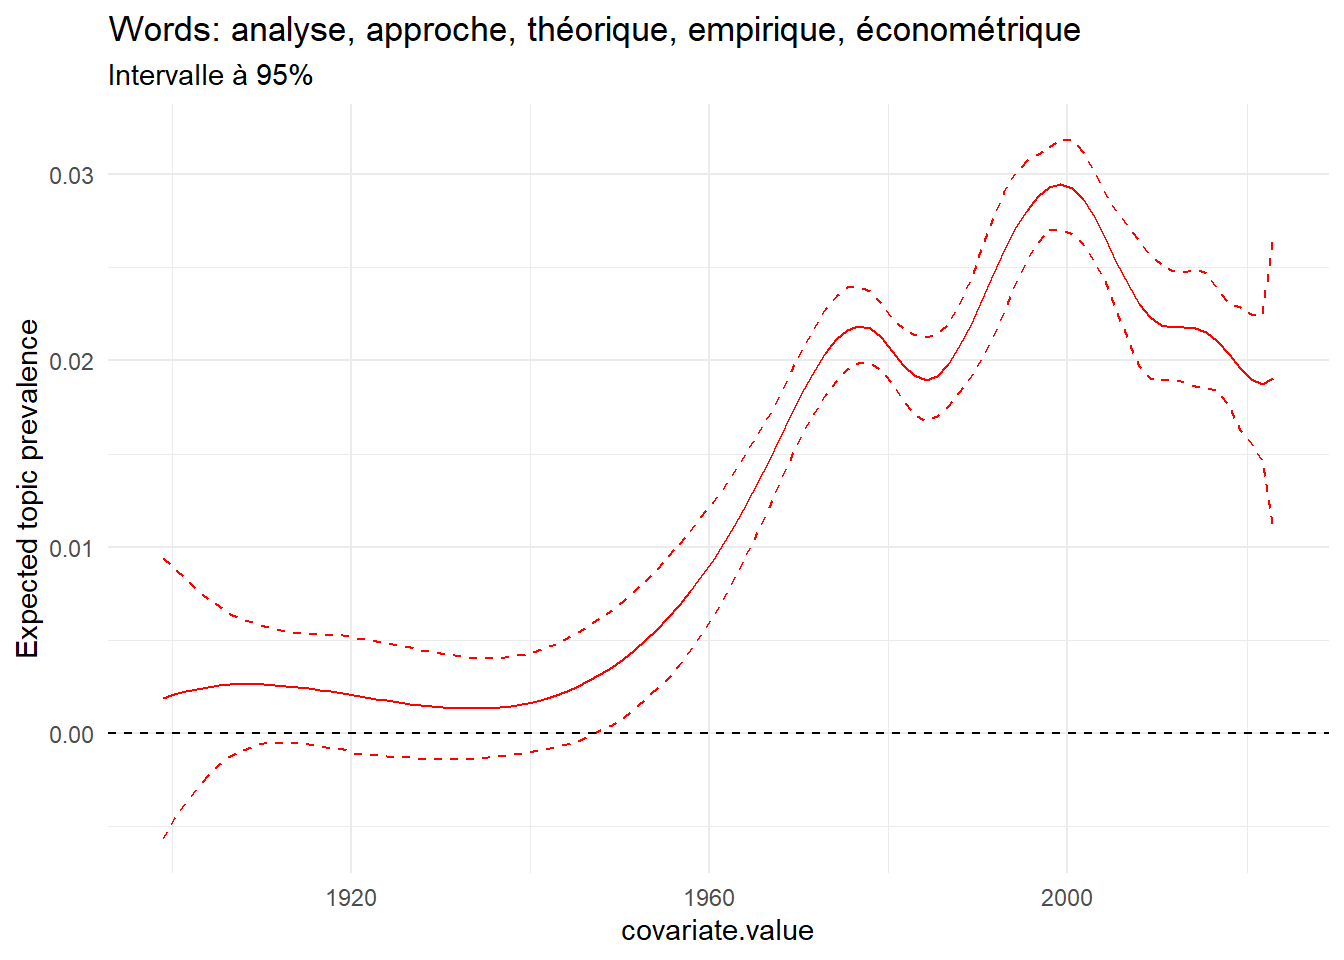 Words: analyse, approche, théorique, empirique, économétrique
Intervalle à 95%
Expected topic prevalence
0.03
0.02
0.01
0.00
1920
1960
2000
covariate.value